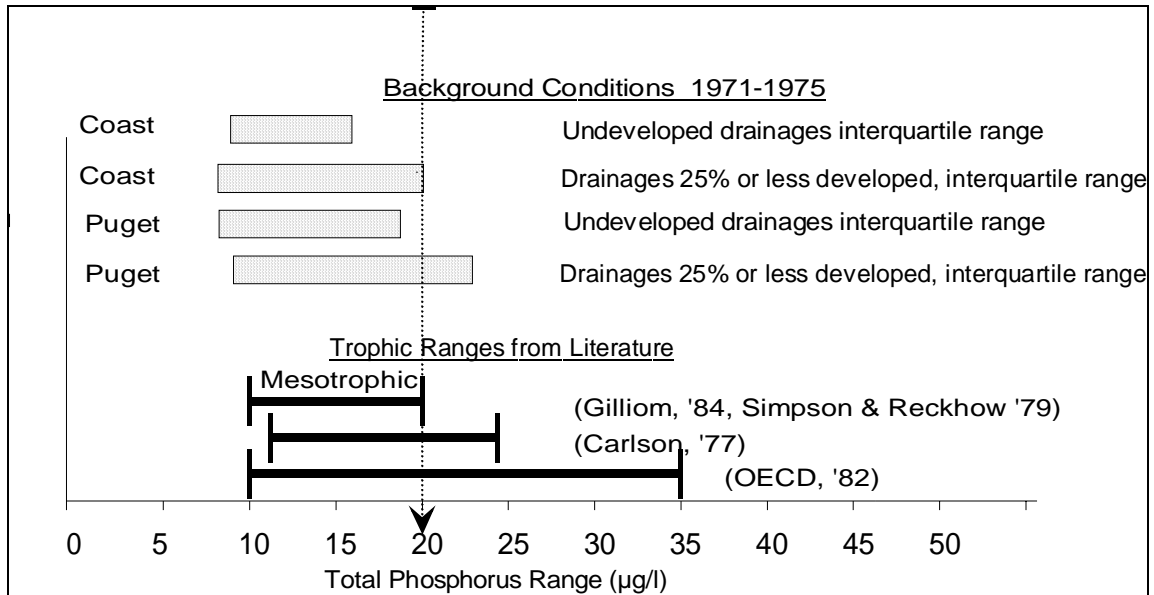 Background Conditions 1971-1975
Coast Undeveloped drainages interquartile range
Coast Drainages 25% or less developed, interquartile range
Puget Undeveloped drainages interquartile range
Puget Drainages 25% or less developed, interquartile range
Trophic Ranges from Literature
Mesotrophic
(Gilliom, '84, Simpson & Reckhow '79)
(Carlson, '77)
(OECD, '82)
0 5 10 15 20 25 30 35 40 45 50
Total Phosphorus Range (µg/l)